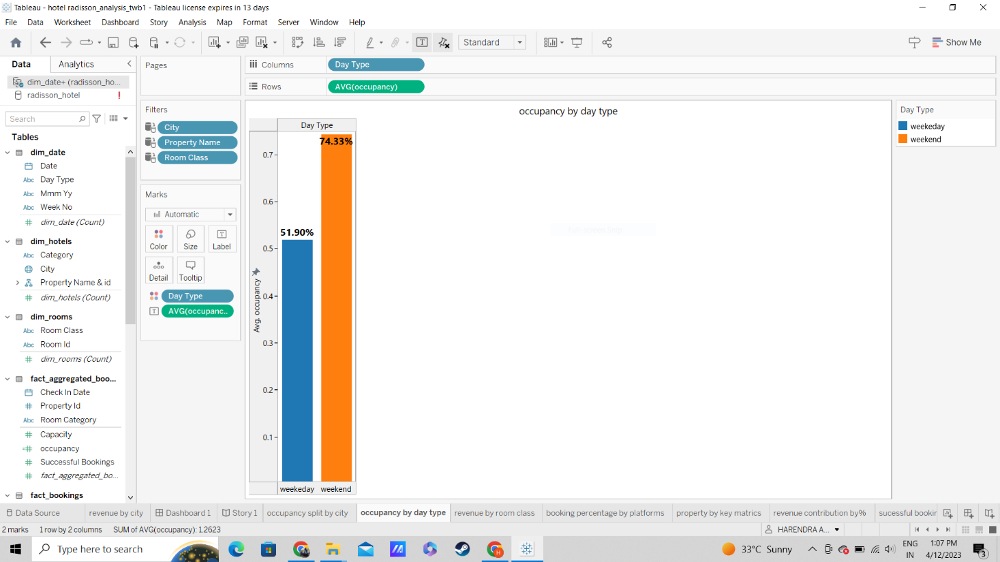 Tableau - hotel radisson_analysis_twb1 - Tableau license expires in 13 days
File Data Worksheet Dashboard Story Analysis Map Format Server Window Help
Standard
Show Me
Data Analytics
dim_date+ (radisson_ho...
radisson_hotel !
Search
Tables
dim_date
Date
Abc Day Type
Abc Mmm Yy
Abc Week No
dim_date (Count)
dim_hotels
Abc Category
City
Property Name & id
dim_hotels (Count)
dim_rooms
Abc Room Class
Abc Room Id
dim_rooms (Count)
fact_aggregated_boo...
Check In Date
Property Id
Abc Room Category
Capacity
occupancy
Successful Bookings
fact_aggregated_bo...
fact_bookings
Pages
Filters
City
Property Name
Room Class
Marks
Automatic
Color Size Label
Detail Tooltip
Day Type
AVG(occupanc..
Columns Day Type
Rows AVG(occupancy)
occupancy by day type
Day Type
74.33%
51.90%
0.7
0.6
0.5
0.4
0.3
0.2
0.1
Avg. occupancy
weekeday weekend
Day Type
weekeday
weekend
Data Source revenue by city Dashboard 1 Story 1 occupancy split by city occupancy by day type revenue by room class booking percentage by platforms property by key matrics revenue contribution by% sucessful bookin
2 marks 1 row by 2 columns SUM of AVG(occupancy): 1.2623
HARENDRA A...
Type here to search
33°C Sunny
ENG
IN
1:07 PM
4/12/2023
3